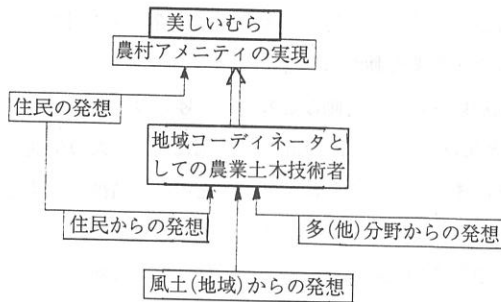 美しいむら
農村アメニティの実現
住民の発想
地域コーディネータと
しての農業土木技術者
住民からの発想
多(他)分野からの発想
風土(地域)からの発想